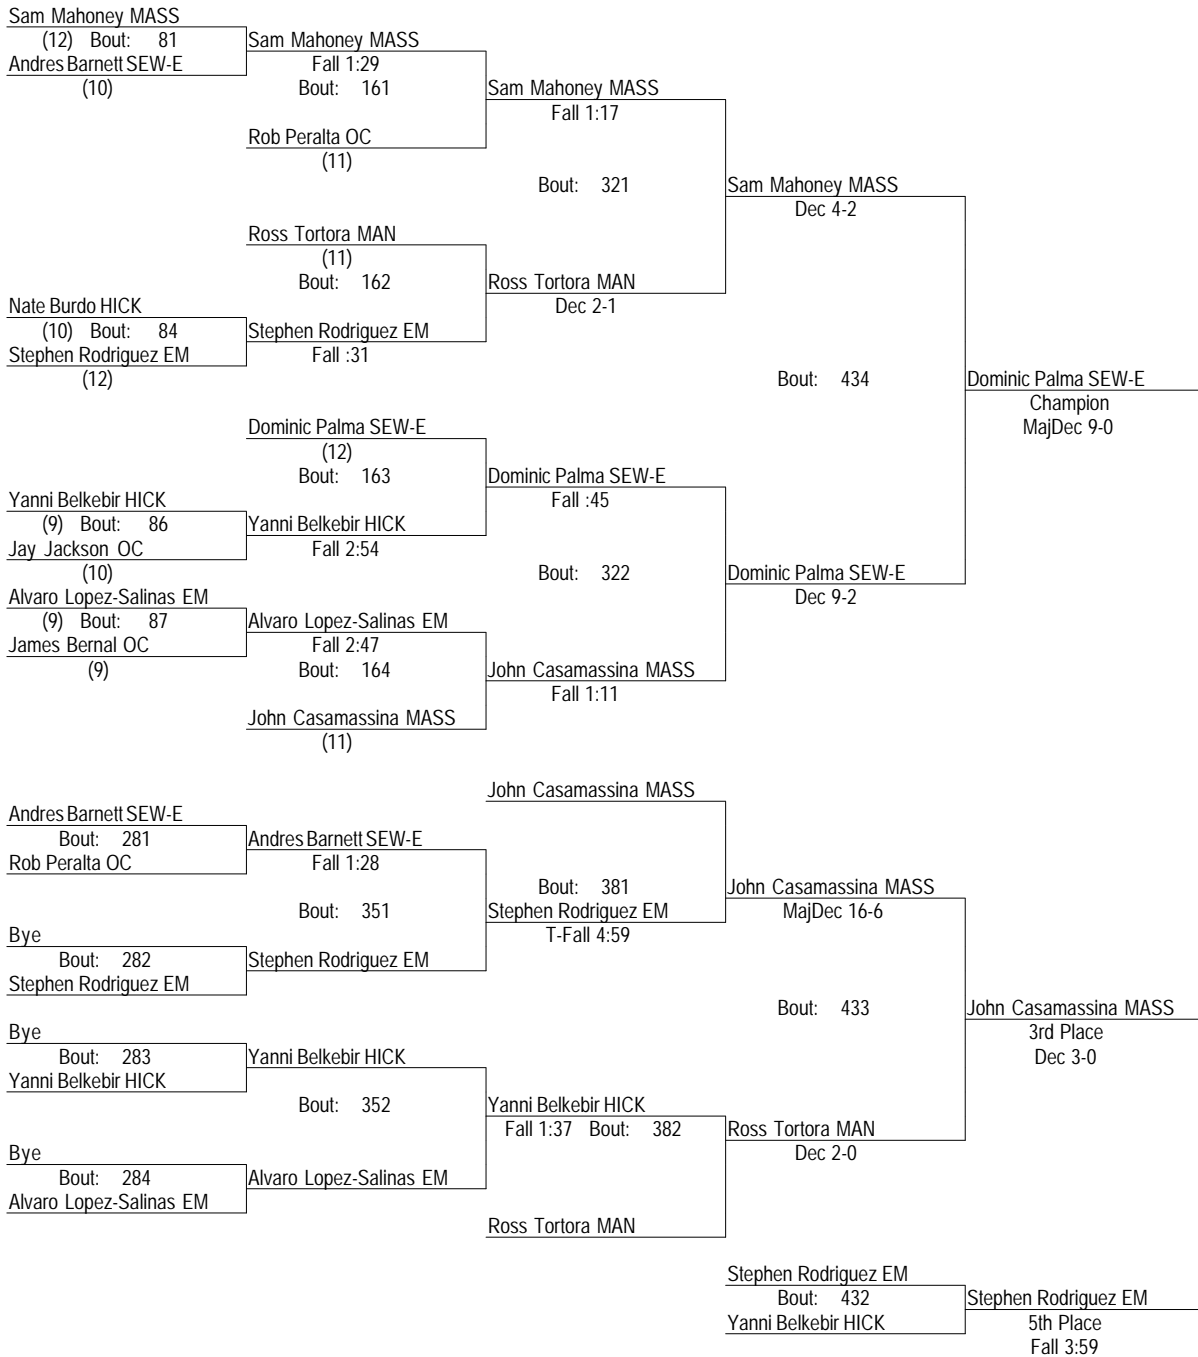 Sam Mahoney MASS
(12) Bout: 81
Andres Barnett SEW-E
(10)
Sam Mahoney MASS
Fall 1:29
Bout: 161
Rob Peralta OC
(11)
Sam Mahoney MASS
Fall 1:17
Bout: 321
Ross Tortora MAN
(11)
Bout: 162
Nate Burdo HICK
(10) Bout: 84
Stephen Rodriguez EM
(12)
Stephen Rodriguez EM
Fall :31
Ross Tortora MAN
Dec 2-1
Sam Mahoney MASS
Dec 4-2
Bout: 434
Dominic Palma SEW-E
Champion
MajDec 9-0
Dominic Palma SEW-E
(12)
Bout: 163
Yanni Belkebir HICK
(9) Bout: 86
Jay Jackson OC
(10)
Yanni Belkebir HICK
Fall 2:54
Dominic Palma SEW-E
Fall :45
Bout: 322
Dominic Palma SEW-E
Dec 9-2
Alvaro Lopez-Salinas EM
(9) Bout: 87
James Bernal OC
(9)
Alvaro Lopez-Salinas EM
Fall 2:47
Bout: 164
John Casamassina MASS
(11)
John Casamassina MASS
Fall 1:11
John Casamassina MASS
Andres Barnett SEW-E
Bout: 281
Rob Peralta OC
Andres Barnett SEW-E
Fall 1:28
Bout: 351
Bye
Bout: 282
Stephen Rodriguez EM
Stephen Rodriguez EM
Bout: 381
Stephen Rodriguez EM
T-Fall 4:59
John Casamassina MASS
MajDec 16-6
Bout: 433
John Casamassina MASS
3rd Place
Dec 3-0
Bye
Bout: 283
Yanni Belkebir HICK
Yanni Belkebir HICK
Bout: 352
Bye
Bout: 284
Alvaro Lopez-Salinas EM
Alvaro Lopez-Salinas EM
Yanni Belkebir HICK
Fall 1:37 Bout: 382
Ross Tortora MAN
Ross Tortora MAN
Dec 2-0
Stephen Rodriguez EM
Bout: 432
Yanni Belkebir HICK
Stephen Rodriguez EM
5th Place
Fall 3:59